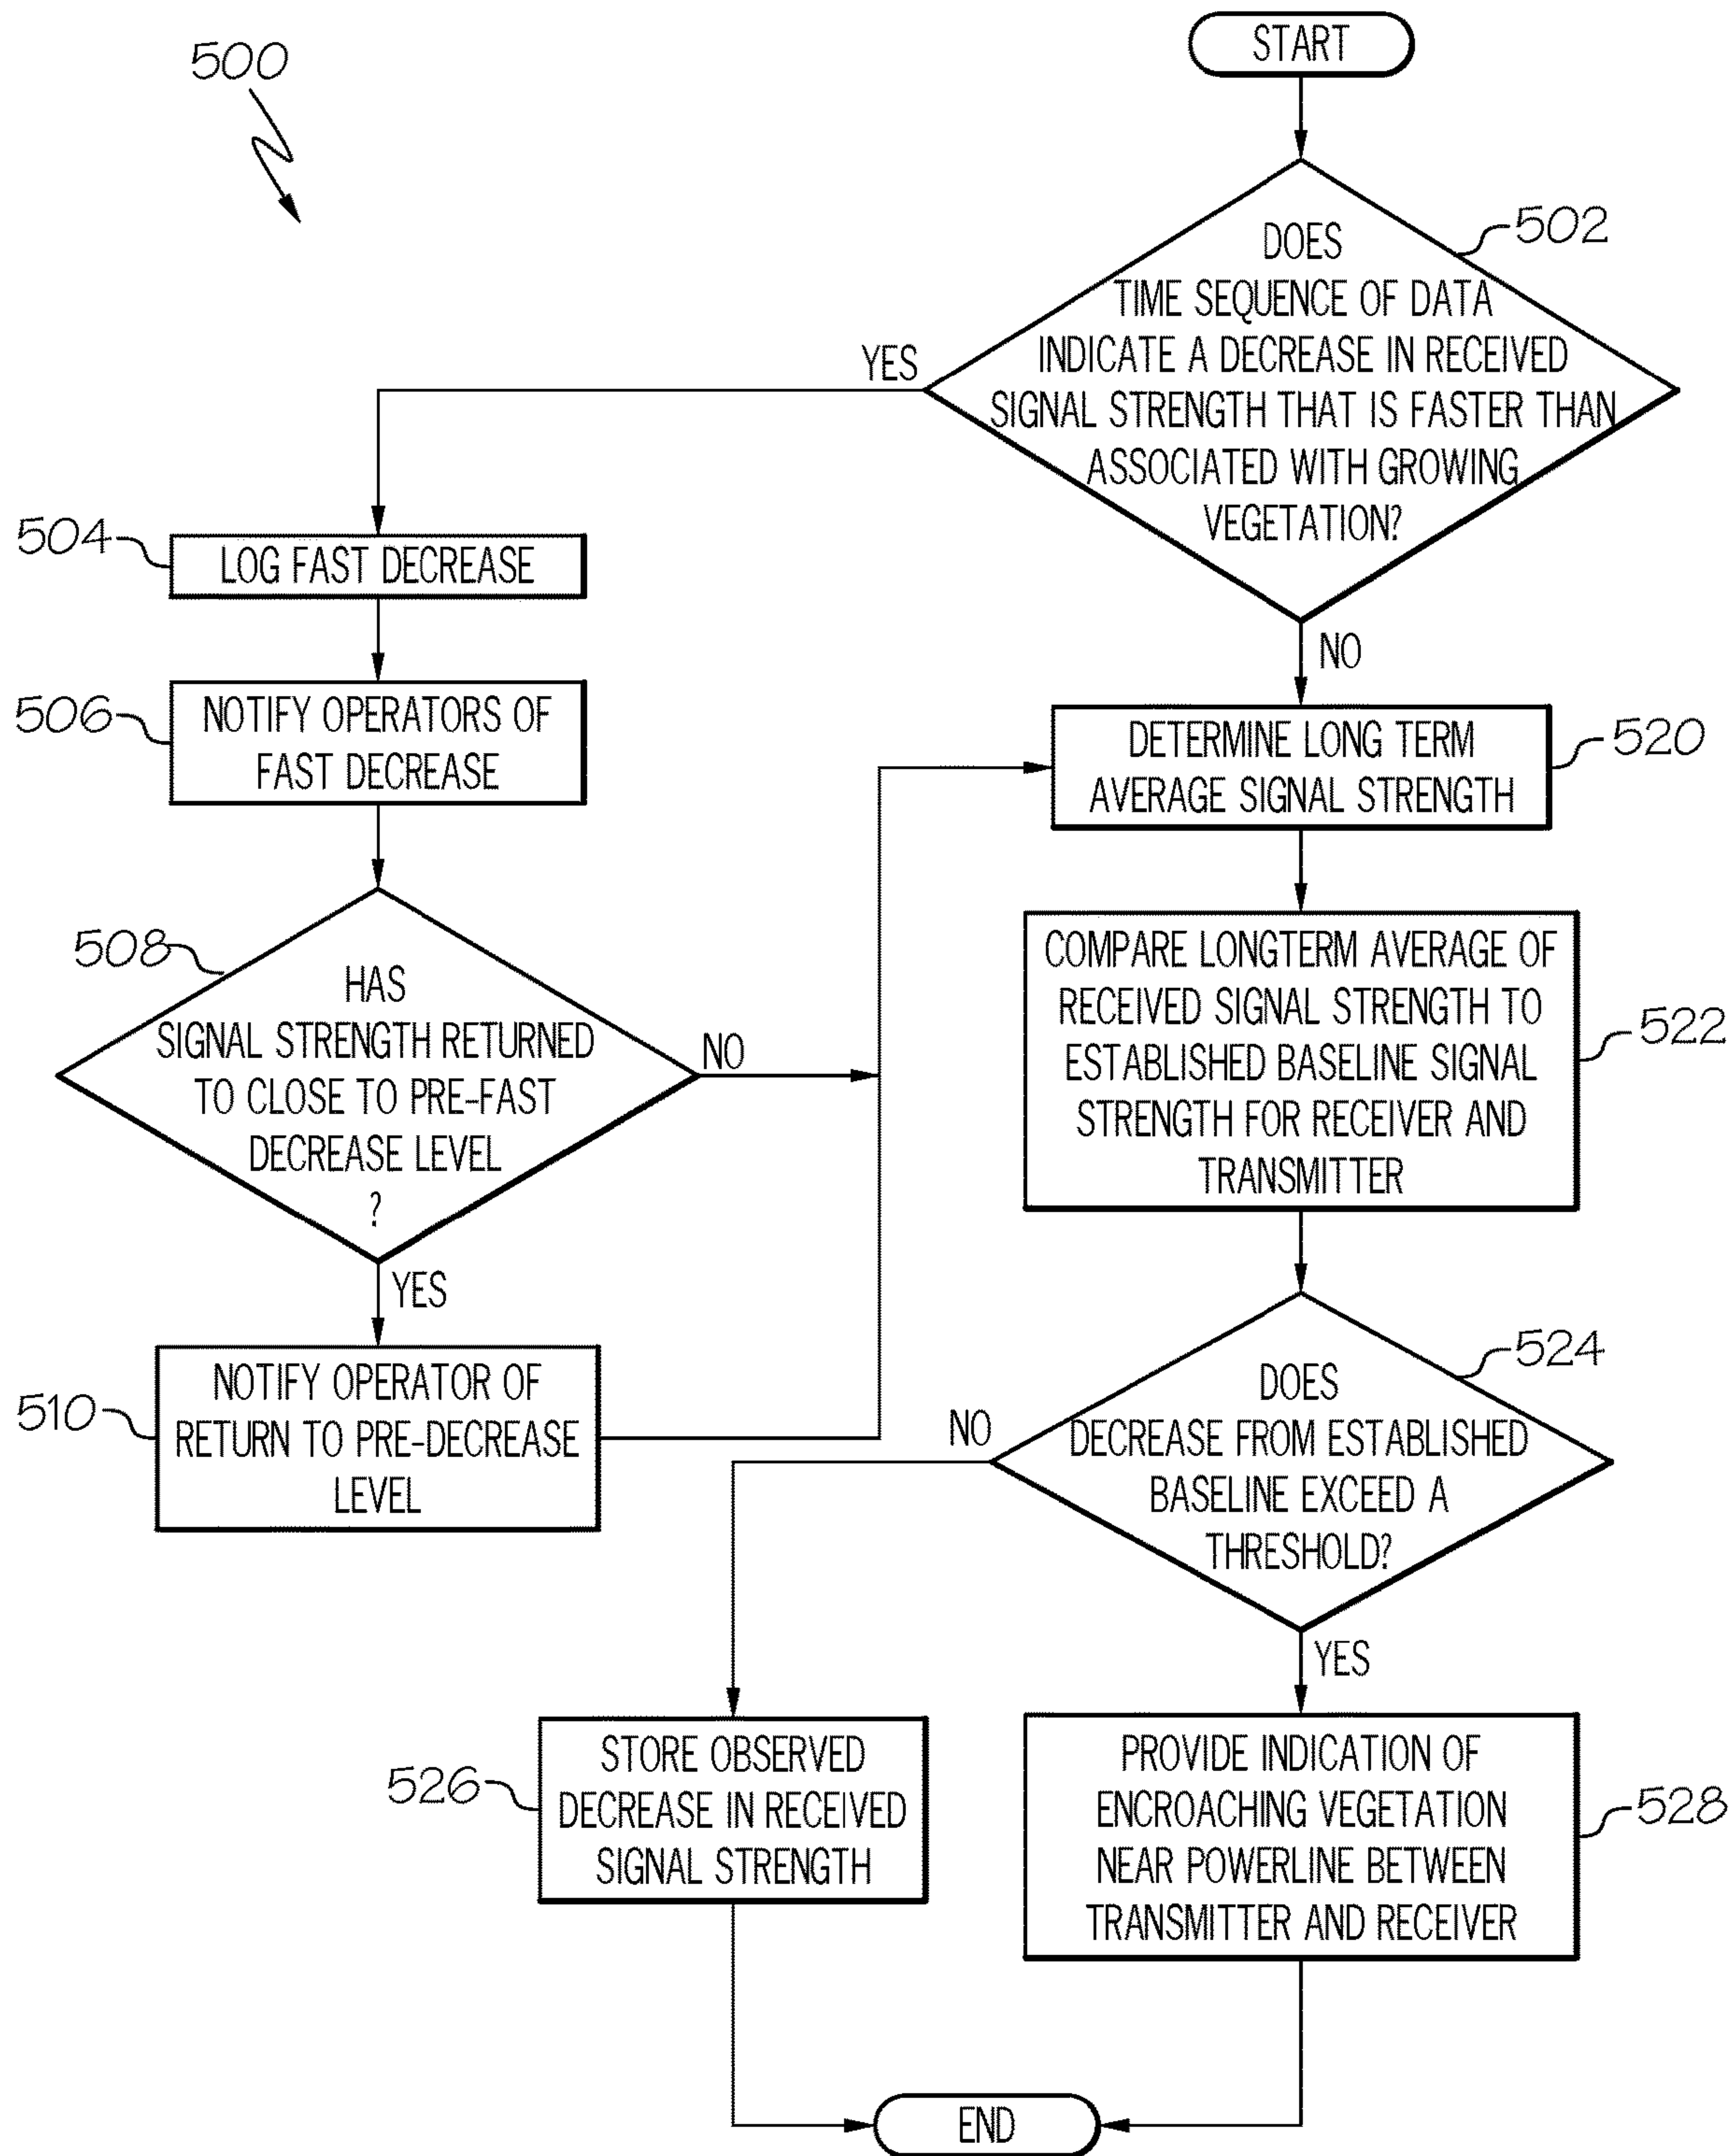 500
START
502
DOES
TIME SEQUENCE OF DATA
INDICATE A DECREASE IN RECEIVED
SIGNAL STRENGTH THAT IS FASTER THAN
ASSOCIATED WITH GROWING
VEGETATION?
YES
NO
504
LOG FAST DECREASE
506
NOTIFY OPERATORS OF
FAST DECREASE
508
HAS
SIGNAL STRENGTH RETURNED
TO CLOSE TO PRE-FAST
DECREASE LEVEL
?
NO
YES
510
NOTIFY OPERATOR OF
RETURN TO PRE-DECREASE
LEVEL
520
DETERMINE LONG TERM
AVERAGE SIGNAL STRENGTH
522
COMPARE LONGTERM AVERAGE OF
RECEIVED SIGNAL STRENGTH TO
ESTABLISHED BASELINE SIGNAL
STRENGTH FOR RECEIVER AND
TRANSMITTER
524
DOES
DECREASE FROM ESTABLISHED
BASELINE EXCEED A
THRESHOLD?
NO
YES
526
STORE OBSERVED
DECREASE IN RECEIVED
SIGNAL STRENGTH
528
PROVIDE INDICATION OF
ENCROACHING VEGETATION
NEAR POWERLINE BETWEEN
TRANSMITTER AND RECEIVER
END